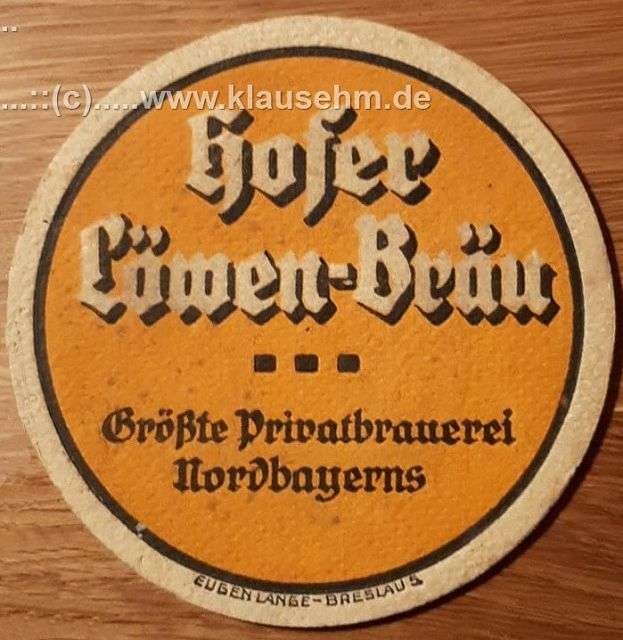 ...::(c).....www.klausehm.de
Hofer
Löwen-Bräu
Größte Privatbrauerei
Nordbayerns
EUGEN LANGE-BRESLAU 5